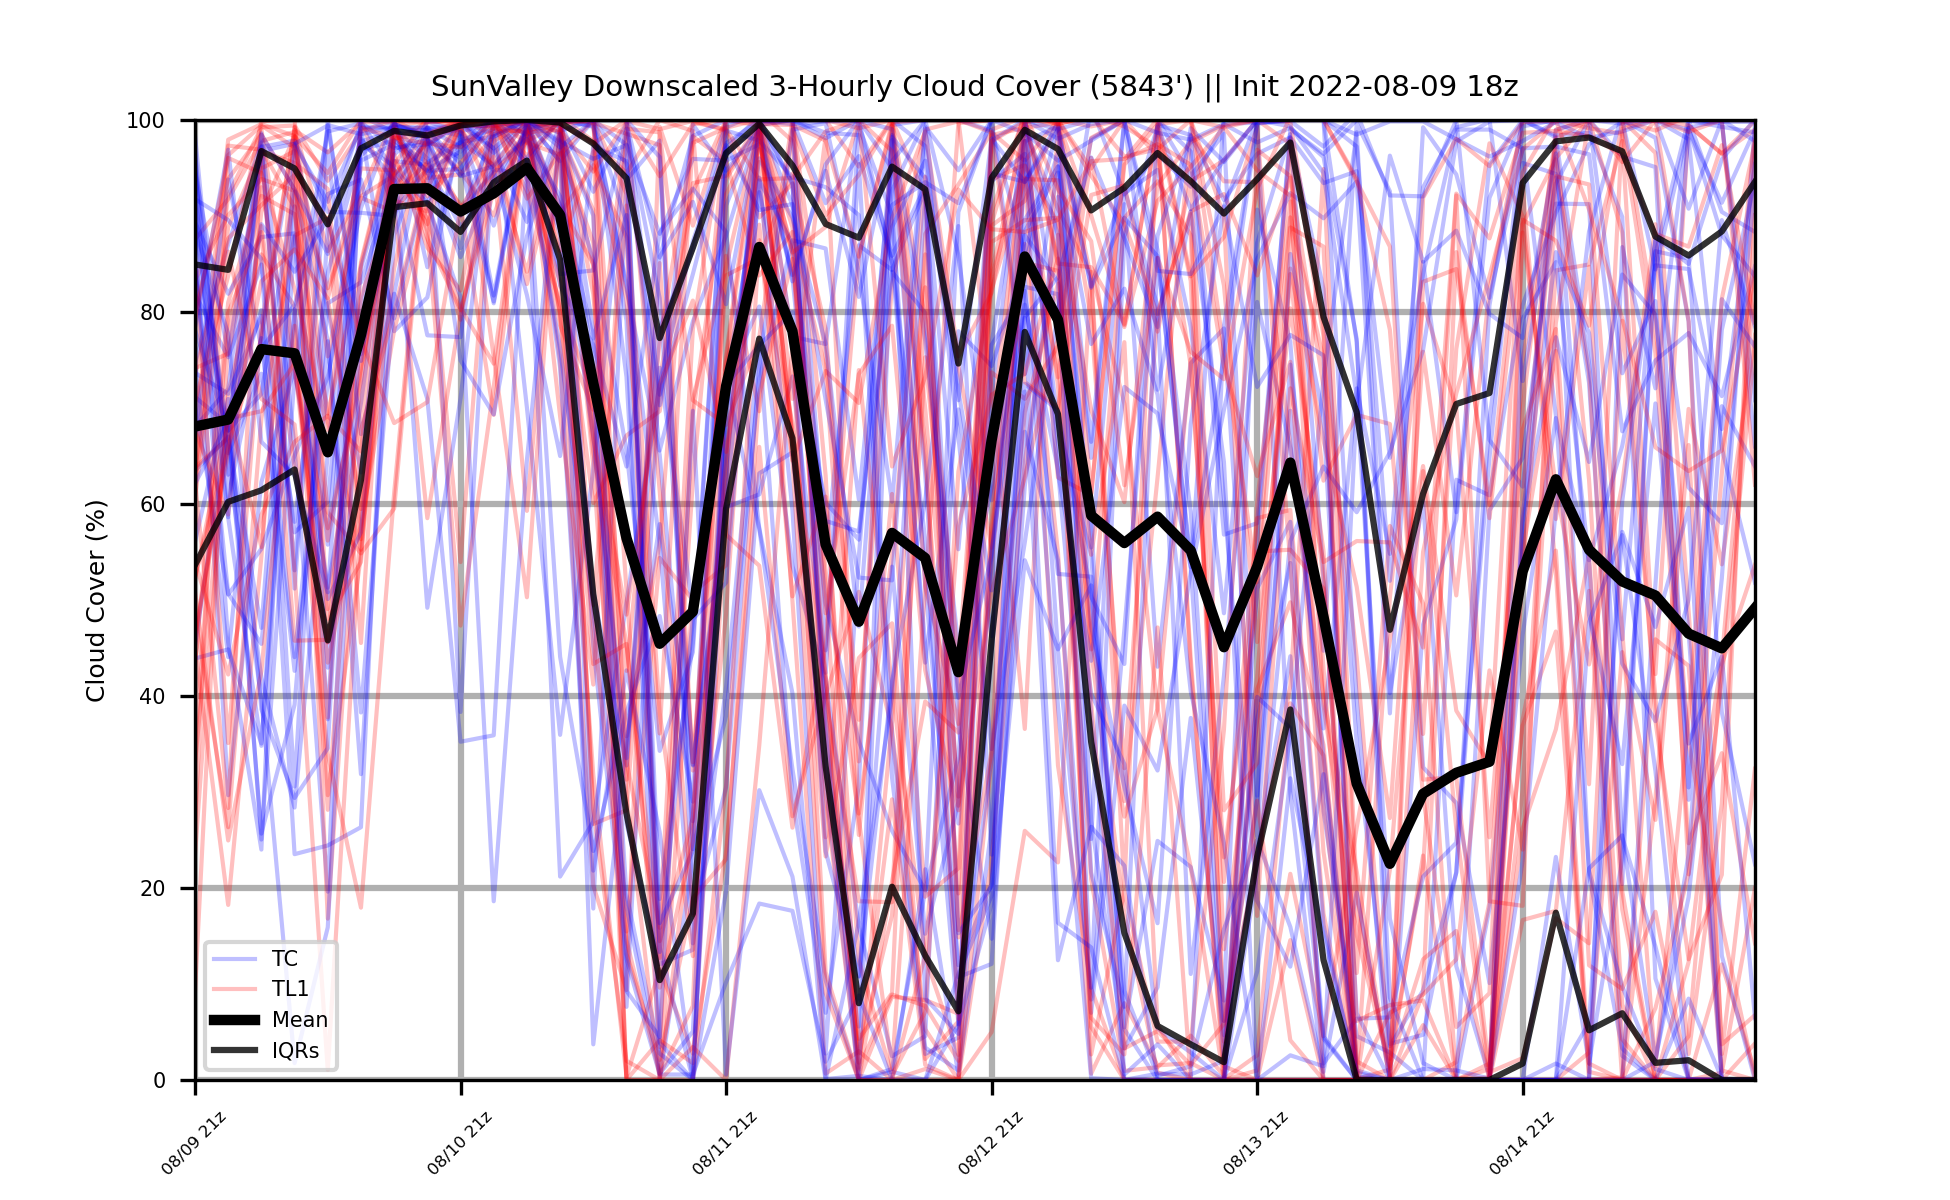 SunValley Downscaled 3-Hourly Cloud Cover (5843') || Init 2022-08-09 18z
Cloud Cover (%)
100
80
60
40
20
0
TC
TL1
Mean
IQRs
08/09 21z
08/10 21z
08/11 21z
08/12 21z
08/13 21z
08/14 21z